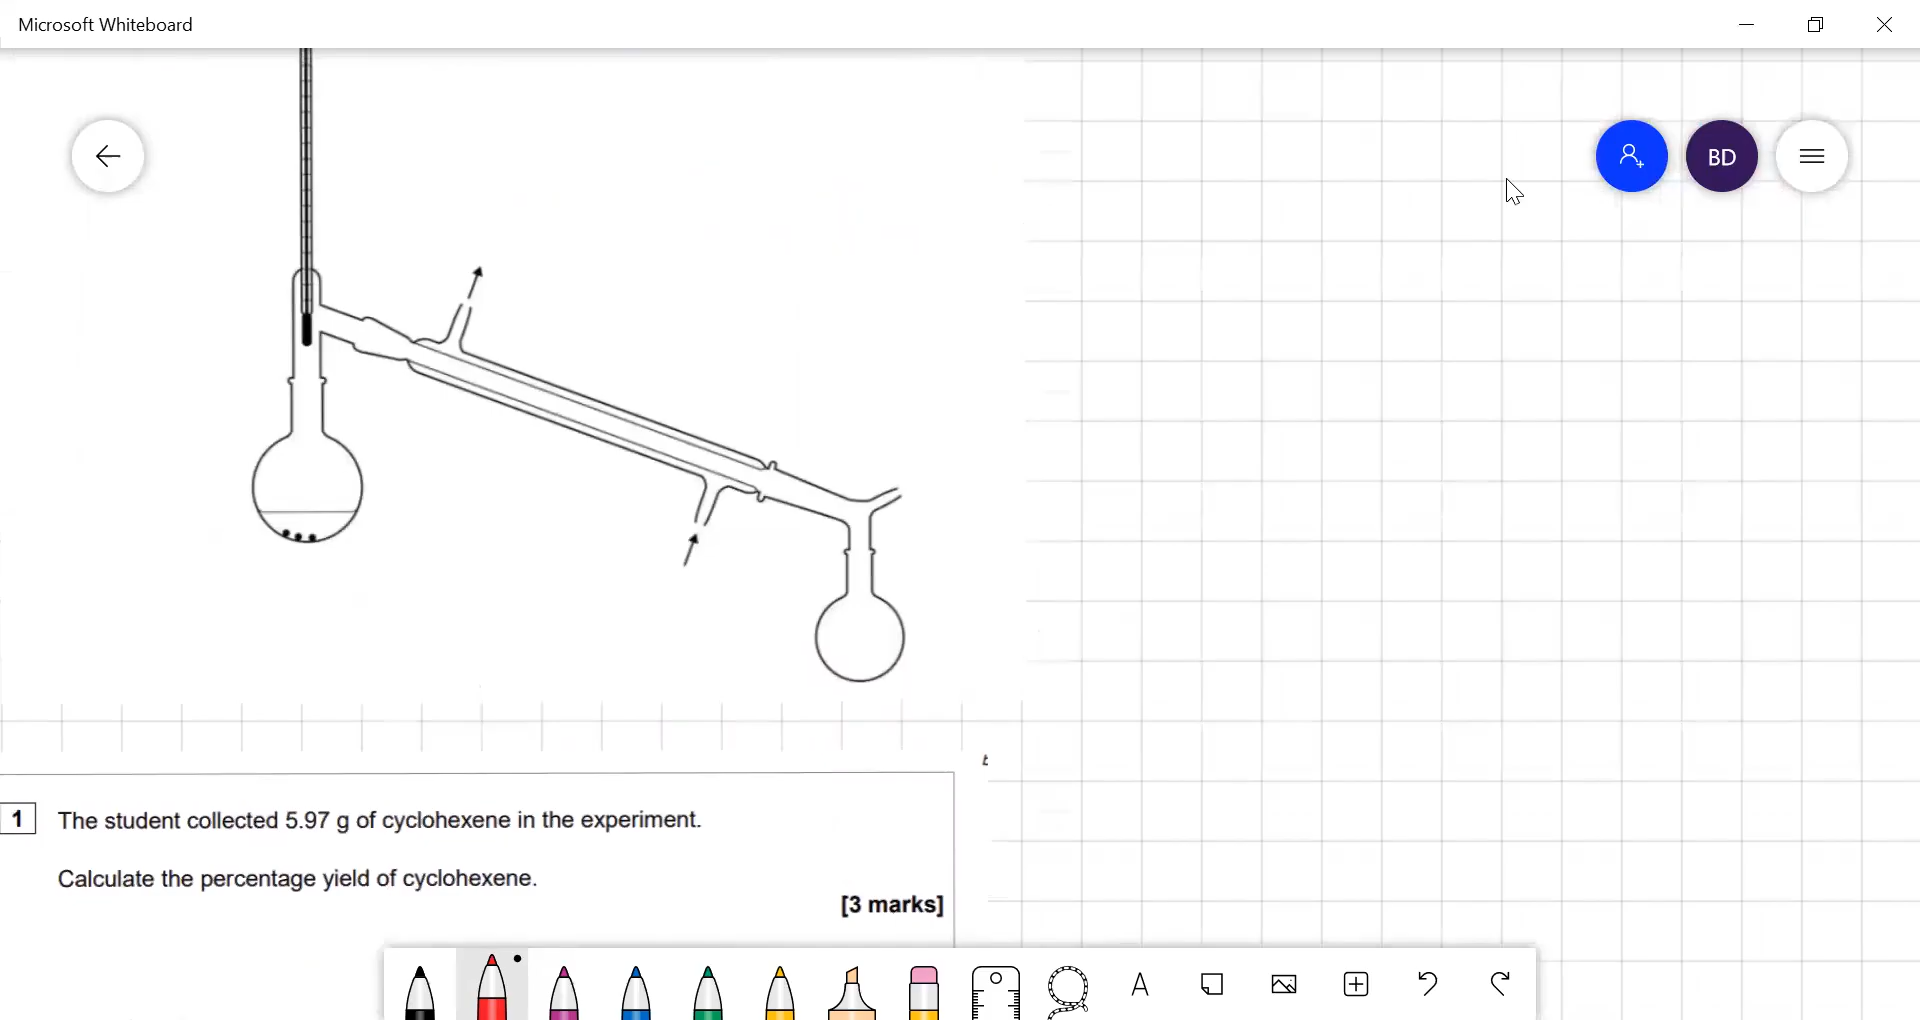 Microsoft Whiteboard
BD
t
1 The student collected 5.97 g of cyclohexene in the experiment.
Calculate the percentage yield of cyclohexene.
[3 marks]
A